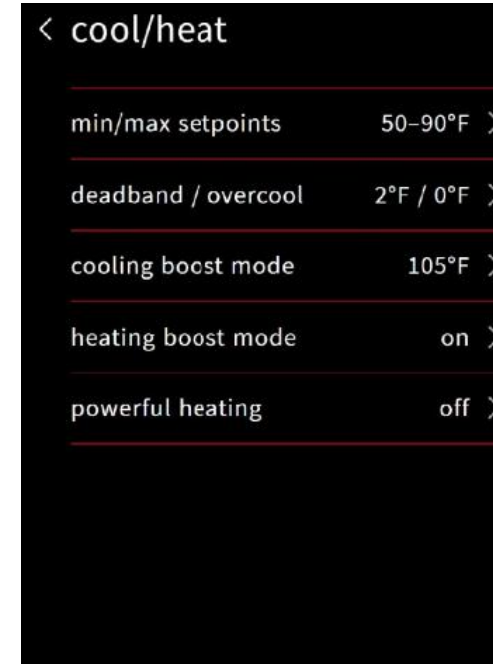 cool/heat
min/max setpoints 50–90°F
deadband / overcool 2°F / 0°F
cooling boost mode 105°F
heating boost mode on
powerful heating off